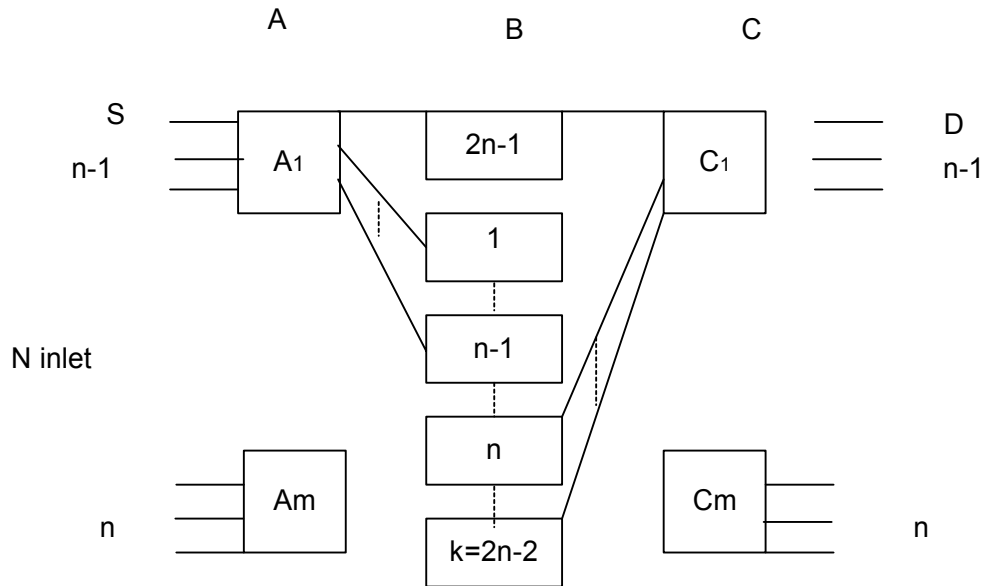 A B C
S 2n-1 D
n-1 A1 C1 n-1
1
N inlet n-1
n
Am Cm
n k=2n-2 n